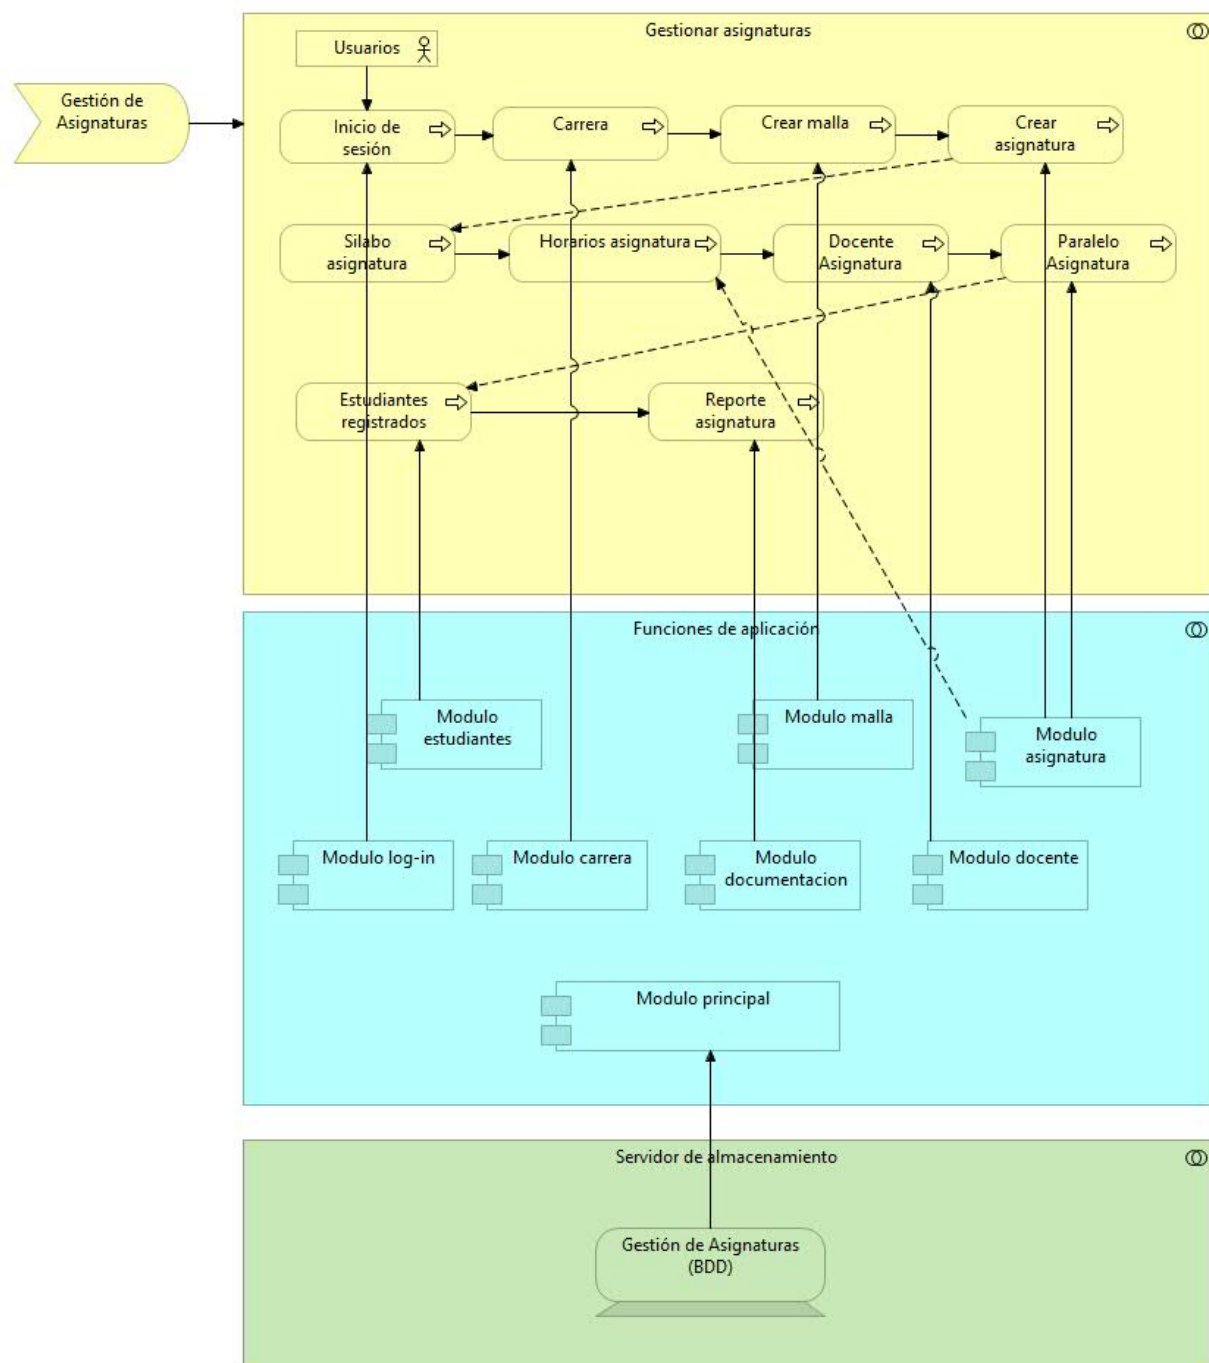 Gestionar asignaturas
Usuarios
Gestión de
Asignaturas
Inicio de
sesión
Carrera
Crear malla
Crear
asignatura
Silabo
asignatura
Horarios asignatura
Docente
Asignatura
Paralelo
Asignatura
Estudiantes
registrados
Reporte
asignatura
Funciones de aplicación
Modulo
estudiantes
Modulo malla
Modulo
asignatura
Modulo log-in
Modulo carrera
Modulo
documentacion
Modulo docente
Modulo principal
Servidor de almacenamiento
Gestión de Asignaturas
(BDD)